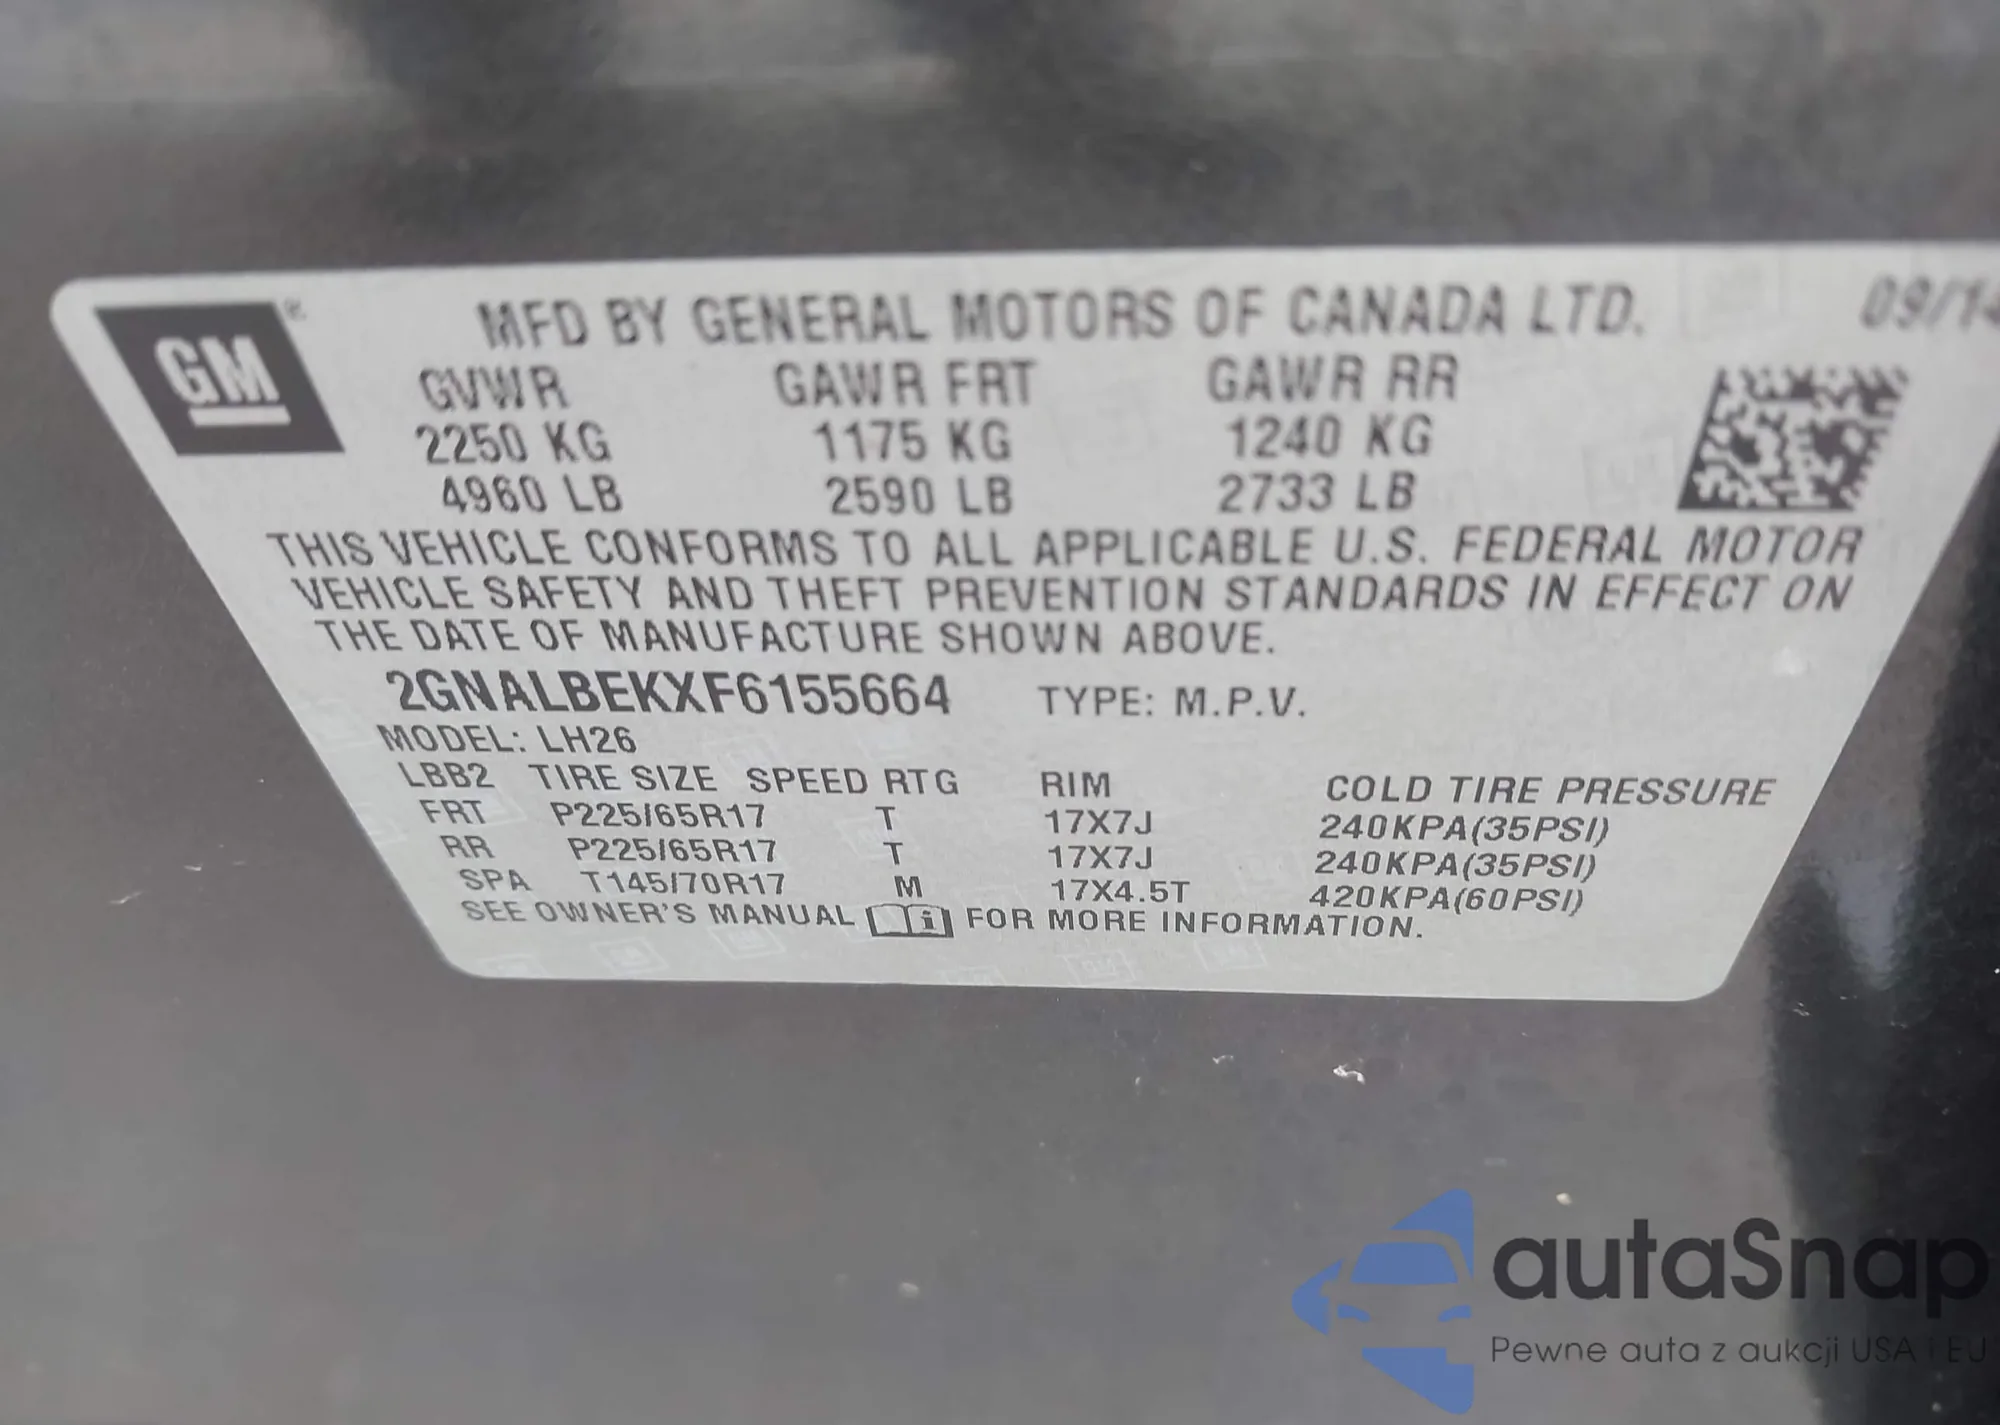 GM ®
MFD BY GENERAL MOTORS OF CANADA LTD. 09/14
GVWR GAWR FRT GAWR RR
2250 KG 1175 KG 1240 KG
4960 LB 2590 LB 2733 LB
THIS VEHICLE CONFORMS TO ALL APPLICABLE U.S. FEDERAL MOTOR
VEHICLE SAFETY AND THEFT PREVENTION STANDARDS IN EFFECT ON
THE DATE OF MANUFACTURE SHOWN ABOVE.
2GNALBEKXF6155664 TYPE: M.P.V.
MODEL: LH26
LBB2 TIRE SIZE SPEED RTG RIM COLD TIRE PRESSURE
FRT P225/65R17 T 17X7J 240KPA(35PSI)
RR P225/65R17 T 17X7J 240KPA(35PSI)
SPA T145/70R17 M 17X4.5T 420KPA(60PSI)
SEE OWNER'S MANUAL i FOR MORE INFORMATION.
autaSnap
Pewne auta z aukcji USA i EU